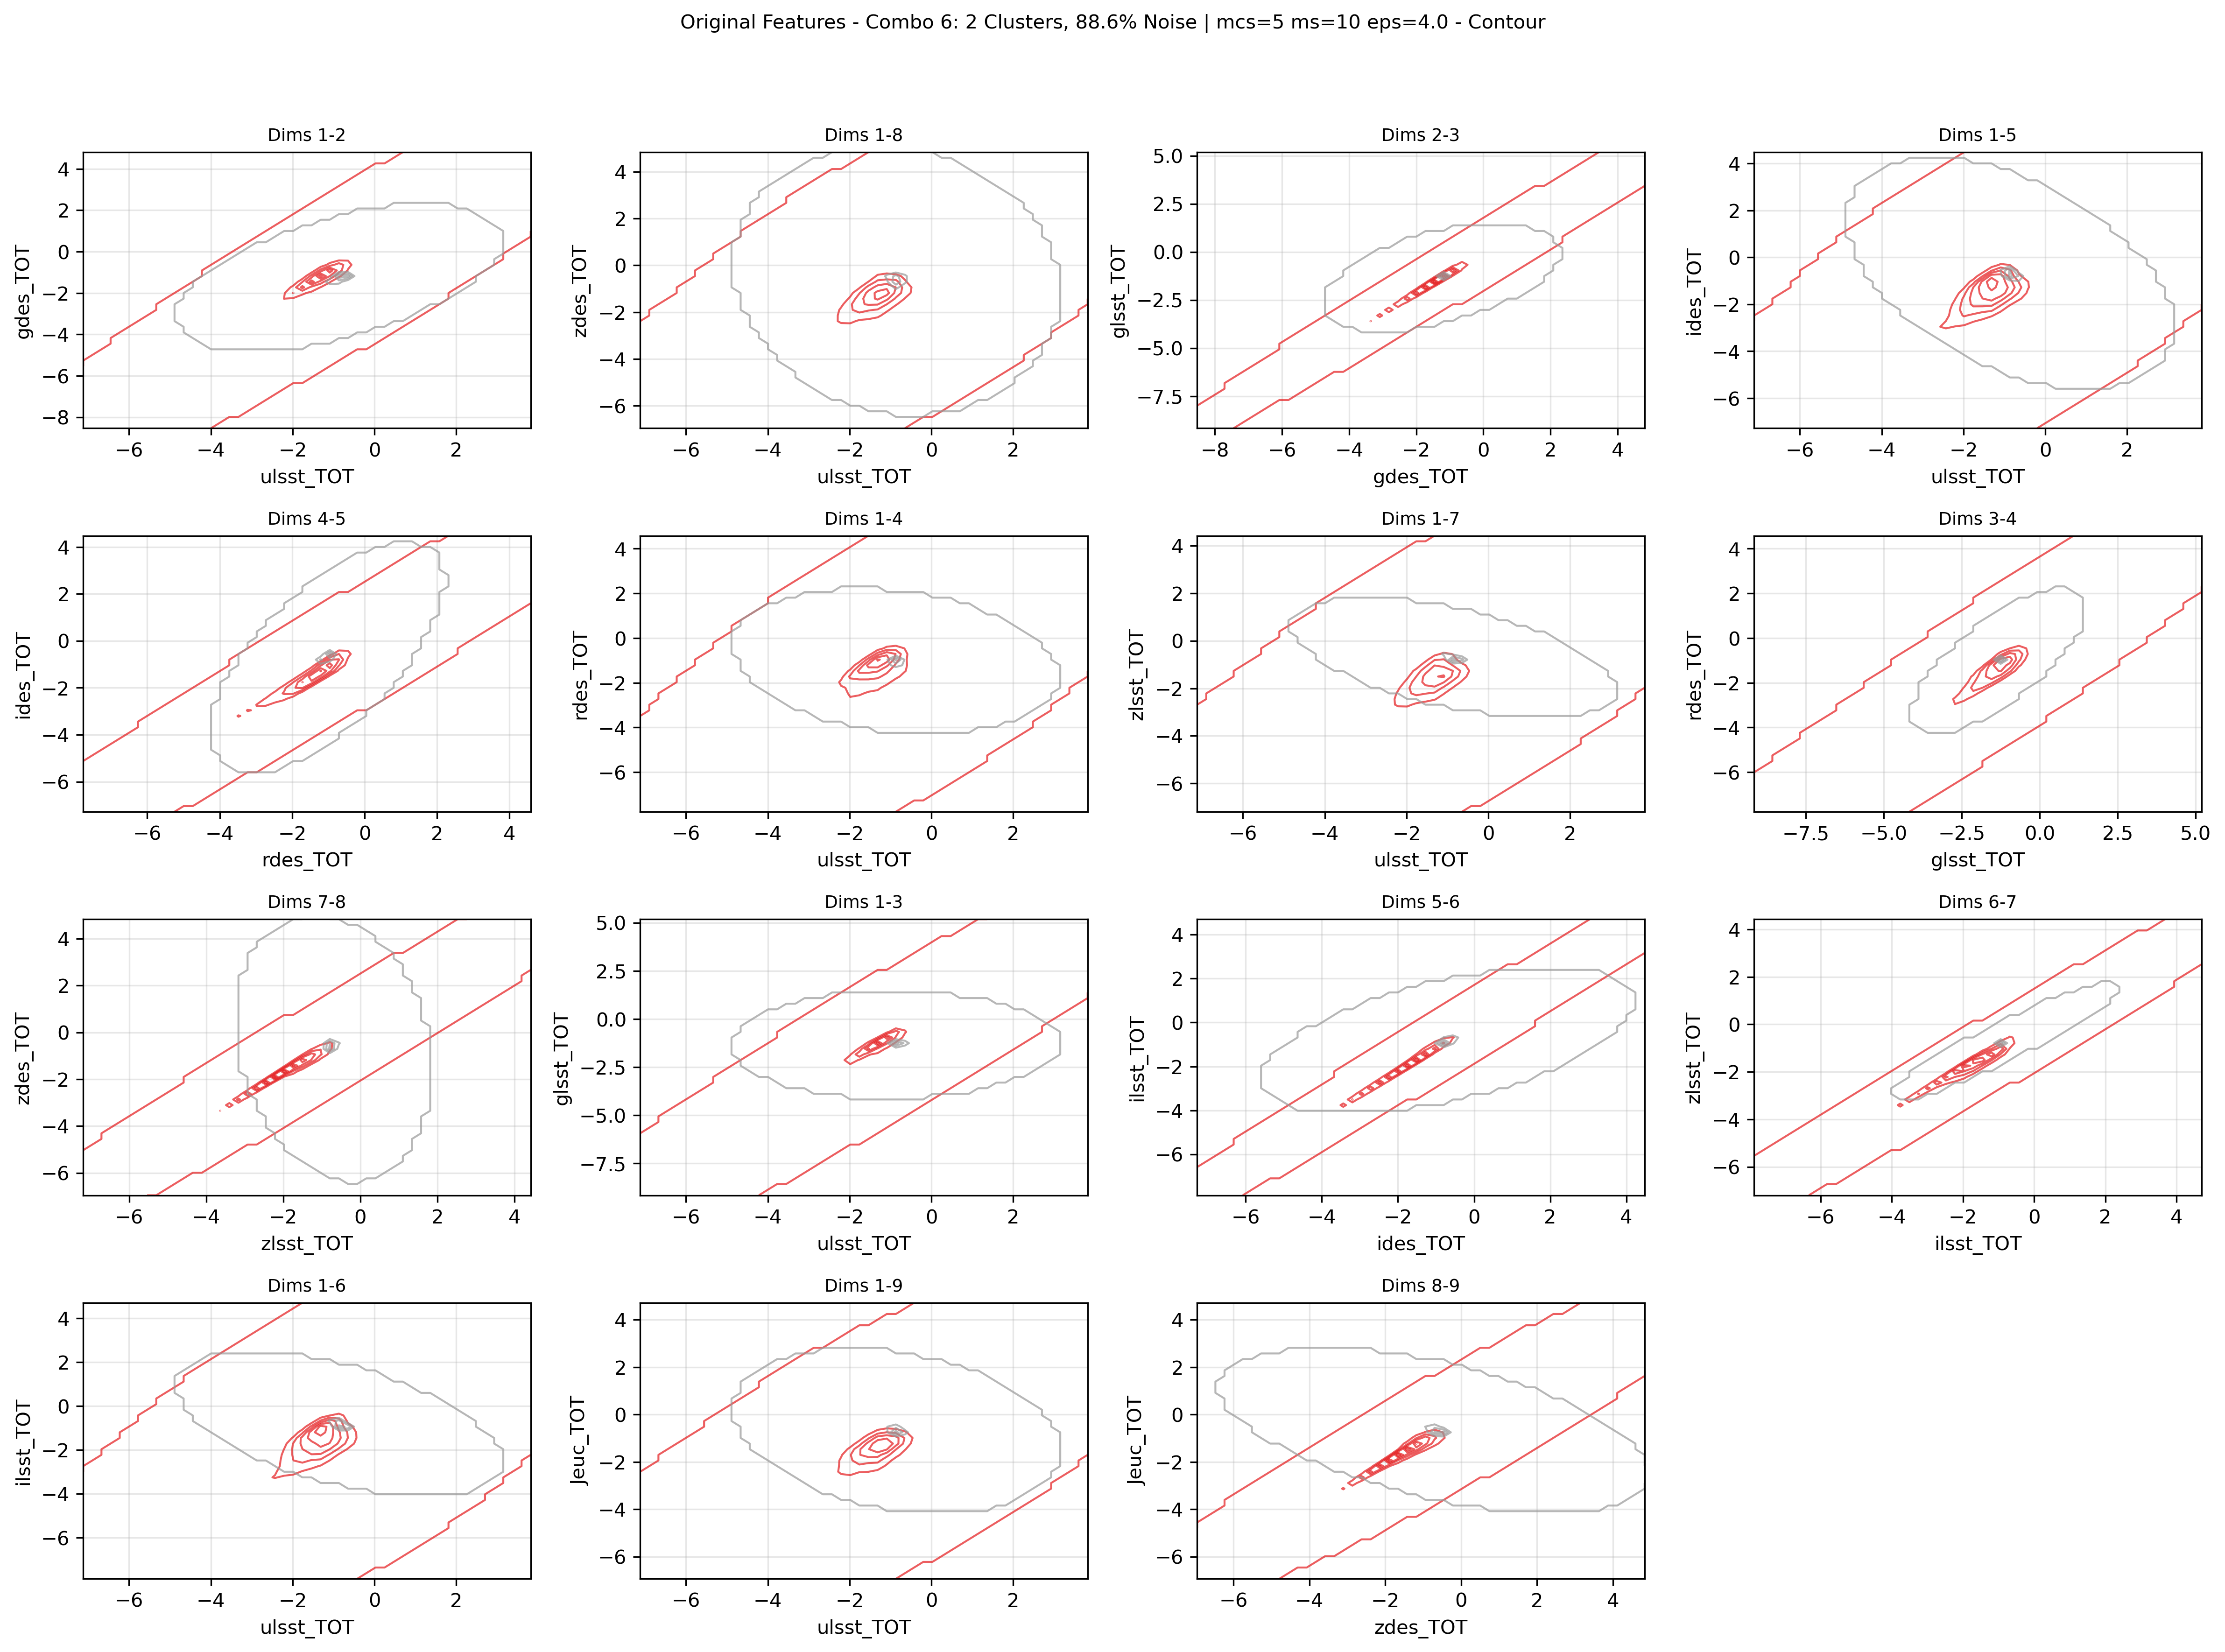 Original Features - Combo 6: 2 Clusters, 88.6% Noise | mcs=5 ms=10 eps=4.0 - Contour
Dims 1-2
4
2
0
−2
−4
−6
−8
gdes_TOT
−6 −4 −2 0 2
ulsst_TOT
Dims 1-8
4
2
0
−2
−4
−6
zdes_TOT
−6 −4 −2 0 2
ulsst_TOT
Dims 2-3
5.0
2.5
0.0
−2.5
−5.0
−7.5
glsst_TOT
−8 −6 −4 −2 0 2 4
gdes_TOT
Dims 1-5
4
2
0
−2
−4
−6
ides_TOT
−6 −4 −2 0 2
ulsst_TOT
Dims 4-5
4
2
0
−2
−4
−6
ides_TOT
−6 −4 −2 0 2 4
rdes_TOT
Dims 1-4
4
2
0
−2
−4
−6
rdes_TOT
−6 −4 −2 0 2
ulsst_TOT
Dims 1-7
4
2
0
−2
−4
−6
zlsst_TOT
−6 −4 −2 0 2
ulsst_TOT
Dims 3-4
4
2
0
−2
−4
−6
rdes_TOT
−7.5 −5.0 −2.5 0.0 2.5 5.0
glsst_TOT
Dims 7-8
4
2
0
−2
−4
−6
zdes_TOT
−6 −4 −2 0 2 4
zlsst_TOT
Dims 1-3
5.0
2.5
0.0
−2.5
−5.0
−7.5
glsst_TOT
−6 −4 −2 0 2
ulsst_TOT
Dims 5-6
4
2
0
−2
−4
−6
ilsst_TOT
−6 −4 −2 0 2 4
ides_TOT
Dims 6-7
4
2
0
−2
−4
−6
zlsst_TOT
−6 −4 −2 0 2 4
ilsst_TOT
Dims 1-6
4
2
0
−2
−4
−6
ilsst_TOT
−6 −4 −2 0 2
ulsst_TOT
Dims 1-9
4
2
0
−2
−4
−6
Jeuc_TOT
−6 −4 −2 0 2
ulsst_TOT
Dims 8-9
4
2
0
−2
−4
−6
Jeuc_TOT
−6 −4 −2 0 2 4
zdes_TOT